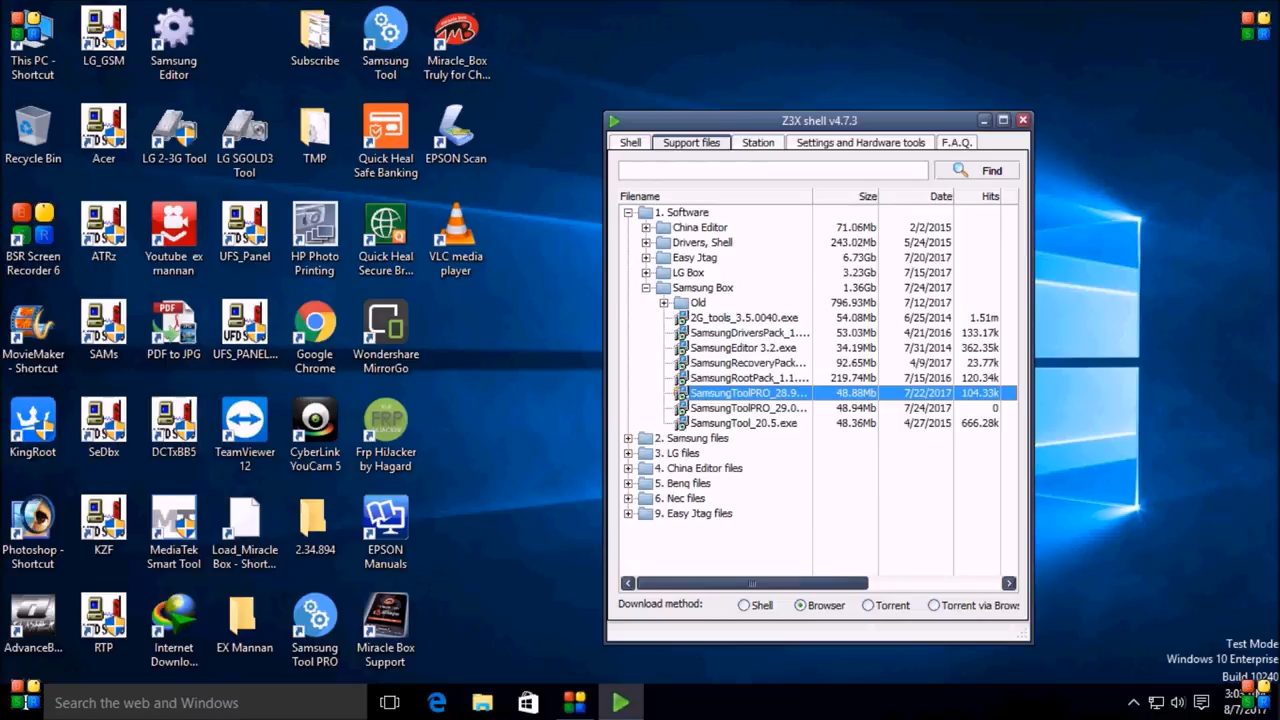 This PC -
Shortcut
LG_GSM
Samsung
Editor
Subscribe
Samsung
Tool
Miracle_Box
Truly for Ch...
Recycle Bin
Acer
LG 2-3G Tool
LG SGOLD3
Tool
TMP
Quick Heal
Safe Banking
EPSON Scan
BSR Screen
Recorder 6
ATRz
Youtube ex
mannan
UFS_Panel
HP Photo
Printing
Quick Heal
Secure Br...
VLC media
player
MovieMaker
- Shortcut
SAMs
PDF to JPG
UFS_PANEL...
Google
Chrome
Wondershare
MirrorGo
KingRoot
SeDbx
DCTxBB5
TeamViewer
12
CyberLink
YouCam 5
Frp HiJacker
by Hagard
Photoshop -
Shortcut
KZF
MediaTek
Smart Tool
Load_Miracle
Box - Short...
2.34.894
EPSON
Manuals
AdvanceB...
RTP
Internet
Downlo...
EX Mannan
Samsung
Tool PRO
Miracle Box
Support
Z3X shell v4.7.3
Shell Support files Station Settings and Hardware tools F.A.Q.
Find
Filename Size Date Hits
1. Software
China Editor 71.06Mb 2/2/2015
Drivers, Shell 243.02Mb 5/24/2015
Easy Jtag 6.73Gb 7/20/2017
LG Box 3.23Gb 7/15/2017
Samsung Box 1.36Gb 7/24/2017
Old 796.93Mb 7/12/2017
2G_tools_3.5.0040.exe 54.08Mb 6/25/2014 1.51m
SamsungDriversPack_1.... 53.03Mb 4/21/2016 133.17k
SamsungEditor 3.2.exe 34.19Mb 7/31/2014 362.35k
SamsungRecoveryPack... 92.65Mb 4/9/2017 23.77k
SamsungRootPack_1.1.... 219.74Mb 7/15/2016 120.34k
SamsungToolPRO_28.9... 48.88Mb 7/22/2017 104.33k
SamsungToolPRO_29.0... 48.94Mb 7/24/2017 0
SamsungTool_20.5.exe 48.36Mb 4/27/2015 666.28k
2. Samsung files
3. LG files
4. China Editor files
5. Benq files
6. Nec files
9. Easy Jtag files
Download method: Shell Browser Torrent Torrent via Brows
Test Mode
Windows 10 Enterprise
Build 10240
Search the web and Windows